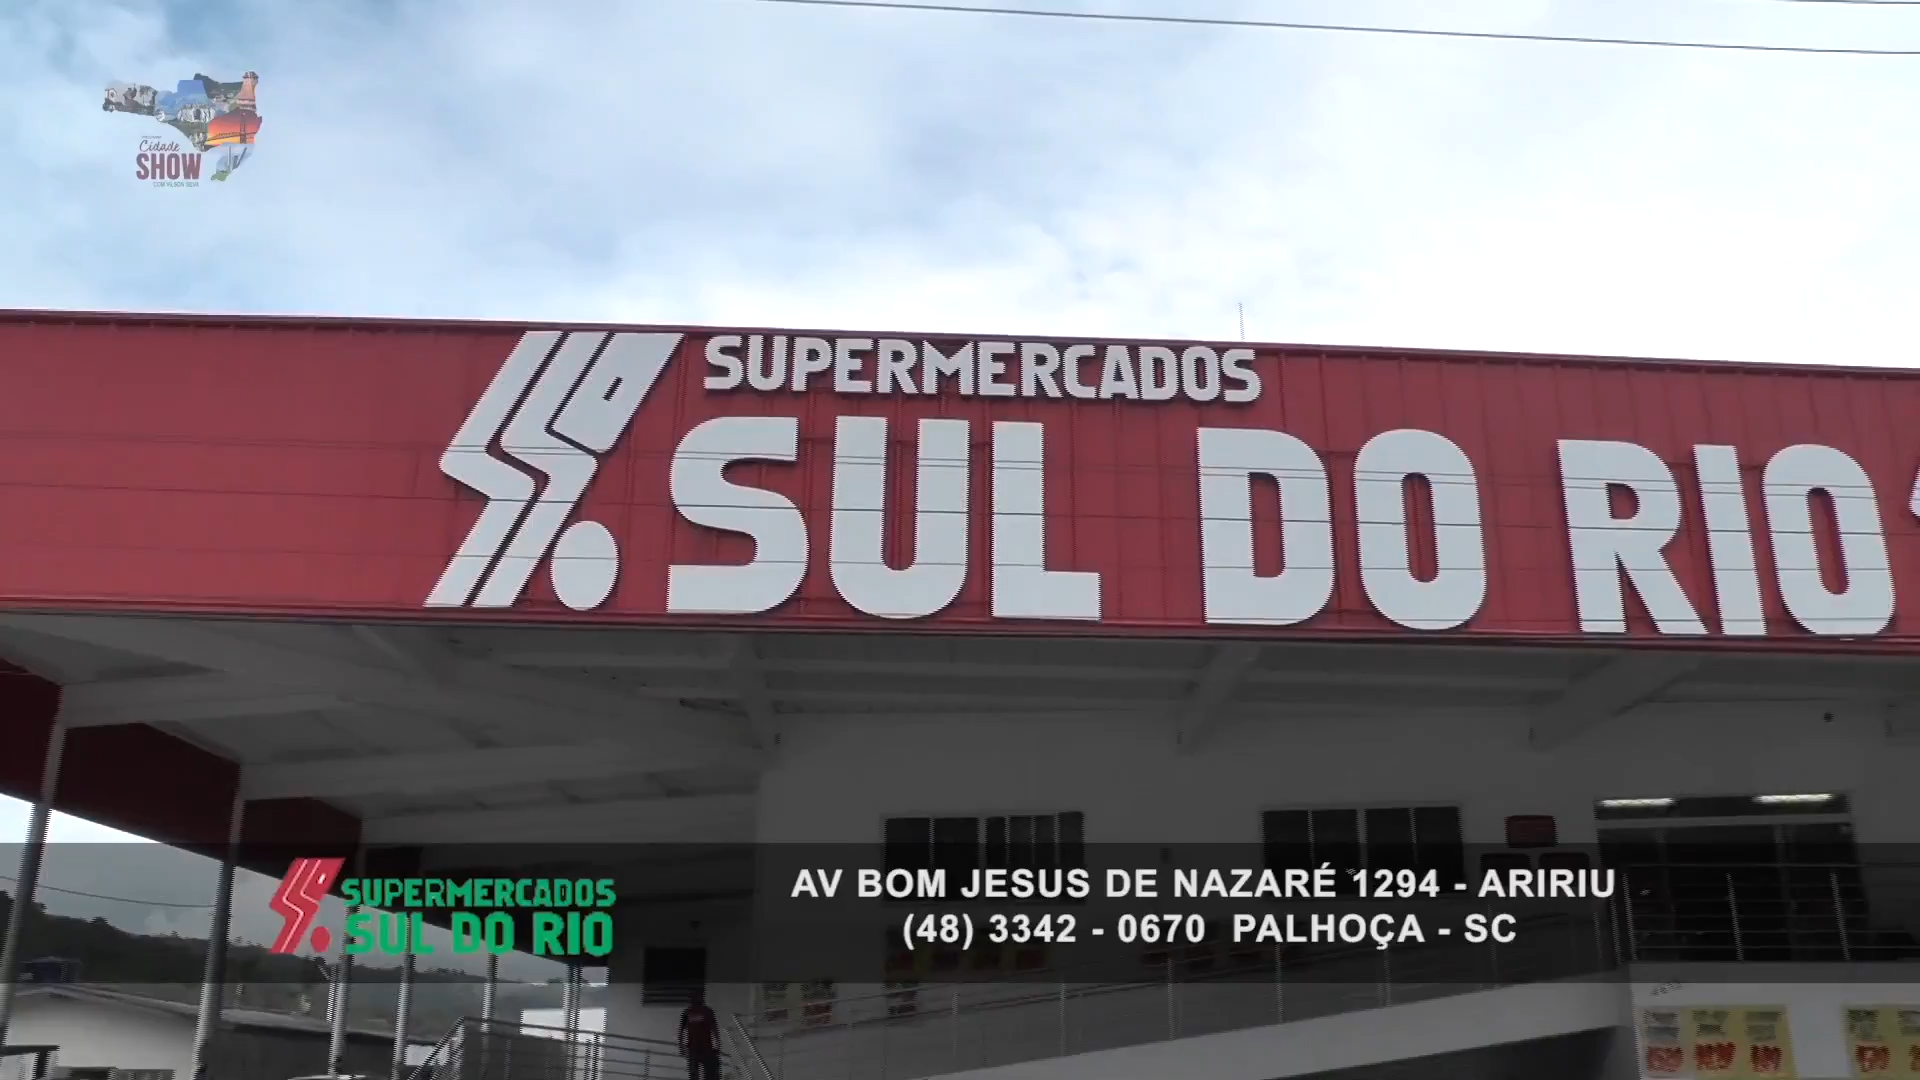 Cidade
SHOW
SUPERMERCADOS
SUL DO RIO
SUPERMERCADOS
SUL DO RIO
AV BOM JESUS DE NAZARÉ 1294 - ARIRIU
(48) 3342 - 0670 PALHOÇA - SC